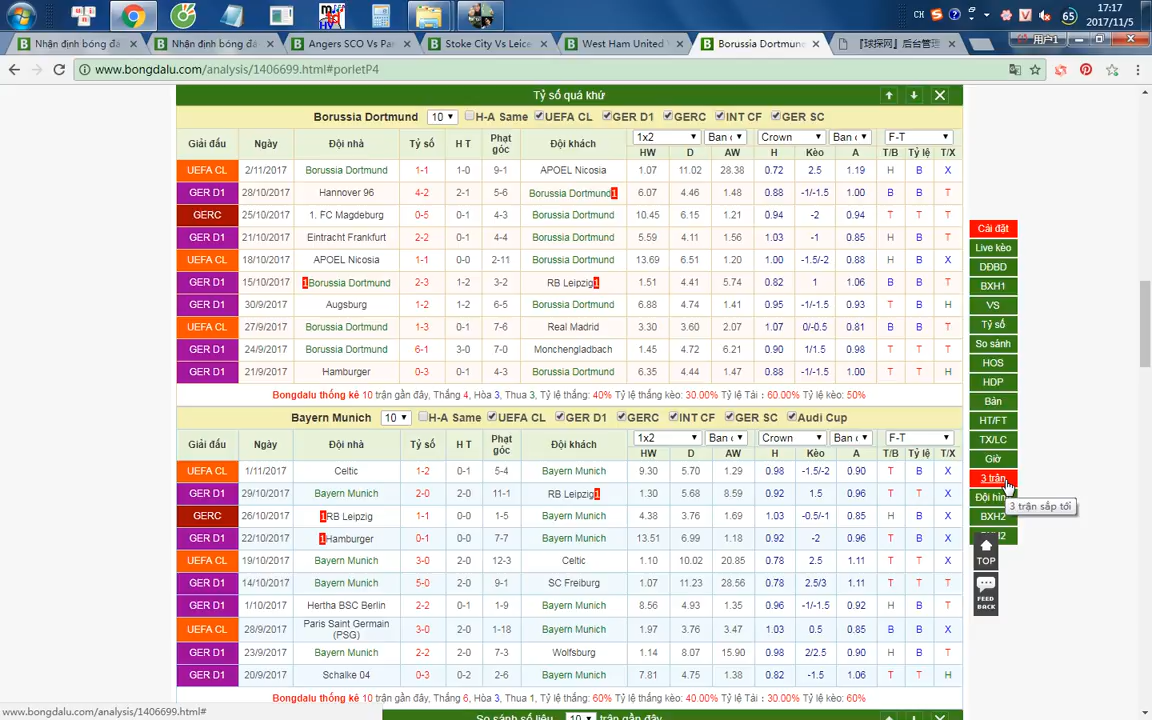 CH 65 17:17
2017/11/5
Nhận định bóng đá Nhận định bóng đá Angers SCO Vs Par Stoke City Vs Leice West Ham United Borussia Dortmun 『球探网』后台管理 用户1
www.bongdalu.com/analysis/1406699.html#porletP4
Tỷ số quá khứ
Borussia Dortmund 10 H-A Same UEFA CL GER D1 GERC INT CF GER SC
Giải đấu Ngày Đội nhà Tỷ số H T Phạt góc Đội khách 1x2 Ban c Crown Ban c F-T
HW D AW H Kèo A T/B Tỷ lệ T/X
UEFA CL 2/11/2017 Borussia Dortmund 1-1 1-0 9-1 APOEL Nicosia 1.07 11.02 28.38 0.72 2.5 1.19 H B X
GER D1 28/10/2017 Hannover 96 4-2 2-1 5-6 Borussia Dortmund 1 6.07 4.46 1.48 0.88 -1/-1.5 1.00 B B T
GERC 25/10/2017 1. FC Magdeburg 0-5 0-1 4-3 Borussia Dortmund 10.45 6.15 1.21 0.94 -2 0.94 T T T
GER D1 21/10/2017 Eintracht Frankfurt 2-2 0-1 4-4 Borussia Dortmund 5.59 4.11 1.56 1.03 -1 0.85 H B T
UEFA CL 18/10/2017 APOEL Nicosia 1-1 0-0 2-11 Borussia Dortmund 13.69 6.51 1.20 1.00 -1.5/-2 0.88 H B X
GER D1 15/10/2017 1 Borussia Dortmund 2-3 1-2 3-2 RB Leipzig 1 1.51 4.41 5.74 0.82 1 1.06 B B T
GER D1 30/9/2017 Augsburg 1-2 1-2 6-5 Borussia Dortmund 6.88 4.74 1.41 0.95 -1/-1.5 0.93 T B H
UEFA CL 27/9/2017 Borussia Dortmund 1-3 0-1 7-6 Real Madrid 3.30 3.60 2.07 1.07 0/-0.5 0.81 B B T
GER D1 24/9/2017 Borussia Dortmund 6-1 3-0 7-0 Monchengladbach 1.45 4.72 6.21 0.90 1/1.5 0.98 T T T
GER D1 21/9/2017 Hamburger 0-3 0-1 4-3 Borussia Dortmund 6.35 4.44 1.47 0.88 -1/-1.5 1.00 T T H
Bongdalu thống kê 10 trận gần đây, Thắng 4, Hòa 3, Thua 3, Tỷ lệ thắng: 40% Tỷ lệ thắng kèo: 30.00% Tỷ lệ Tài : 60.00% Tỷ lệ kèo: 50%
Bayern Munich 10 H-A Same UEFA CL GER D1 GERC INT CF GER SC Audi Cup
Giải đấu Ngày Đội nhà Tỷ số H T Phạt góc Đội khách 1x2 Ban c Crown Ban c F-T
HW D AW H Kèo A T/B Tỷ lệ T/X
UEFA CL 1/11/2017 Celtic 1-2 0-1 5-4 Bayern Munich 9.30 5.70 1.29 0.98 -1.5/-2 0.90 T B X
GER D1 29/10/2017 Bayern Munich 2-0 2-0 11-1 RB Leipzig 1 1.30 5.68 8.59 0.92 1.5 0.96 T T X
GERC 26/10/2017 1 RB Leipzig 1-1 0-0 1-5 Bayern Munich 4.38 3.76 1.69 1.03 -0.5/-1 0.85 H B X
GER D1 22/10/2017 1 Hamburger 0-1 0-0 7-7 Bayern Munich 13.51 6.99 1.18 0.92 -2 0.96 T B X
UEFA CL 19/10/2017 Bayern Munich 3-0 2-0 12-3 Celtic 1.10 10.02 20.85 0.78 2.5 1.11 T T X
GER D1 14/10/2017 Bayern Munich 5-0 2-0 9-1 SC Freiburg 1.07 11.23 28.56 0.78 2.5/3 1.11 T T T
GER D1 1/10/2017 Hertha BSC Berlin 2-2 0-1 1-9 Bayern Munich 8.56 4.93 1.35 0.96 -1/-1.5 0.92 H B T
UEFA CL 28/9/2017 Paris Saint Germain (PSG) 3-0 2-0 1-18 Bayern Munich 1.97 3.76 3.47 1.03 0.5 0.85 B B X
GER D1 23/9/2017 Bayern Munich 2-2 2-0 7-3 Wolfsburg 1.14 8.07 15.90 1.00 2/2.5 0.90 H B T
GER D1 20/9/2017 Schalke 04 0-3 0-2 2-6 Bayern Munich 7.81 4.75 1.38 0.82 -1.5 1.06 T T H
Bongdalu thống kê 10 trận gần đây, Thắng 6, Hòa 3, Thua 1, Tỷ lệ thắng: 60% Tỷ lệ thắng kèo: 40.00% Tỷ lệ Tài : 30.00% Tỷ lệ kèo: 60%
So sánh số liệu 10 trận gần đây
Cài đặt
Live kèo
DĐBD
BXH1
VS
Tỷ số
So sánh
HOS
HDP
Bàn
HT/FT
TX/LC
Giờ
3 trận
Đội hìn
3 trận sắp tới
BXH2
TOP
FEED
BACK
www.bongdalu.com/analysis/1406699.html#